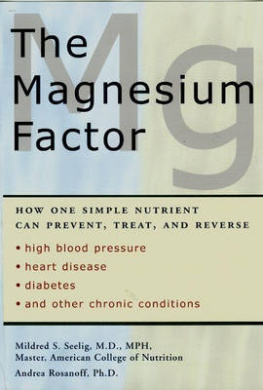 Mg
The
Magnesium
Factor
HOW ONE SIMPLE NUTRIENT
CAN PREVENT, TREAT, AND REVERSE
• high blood pressure
• heart disease
• diabetes
• and other chronic conditions
Mildred S. Seelig, M.D., MPH,
Master, American College of Nutrition
Andrea Rosanoff, Ph.D.